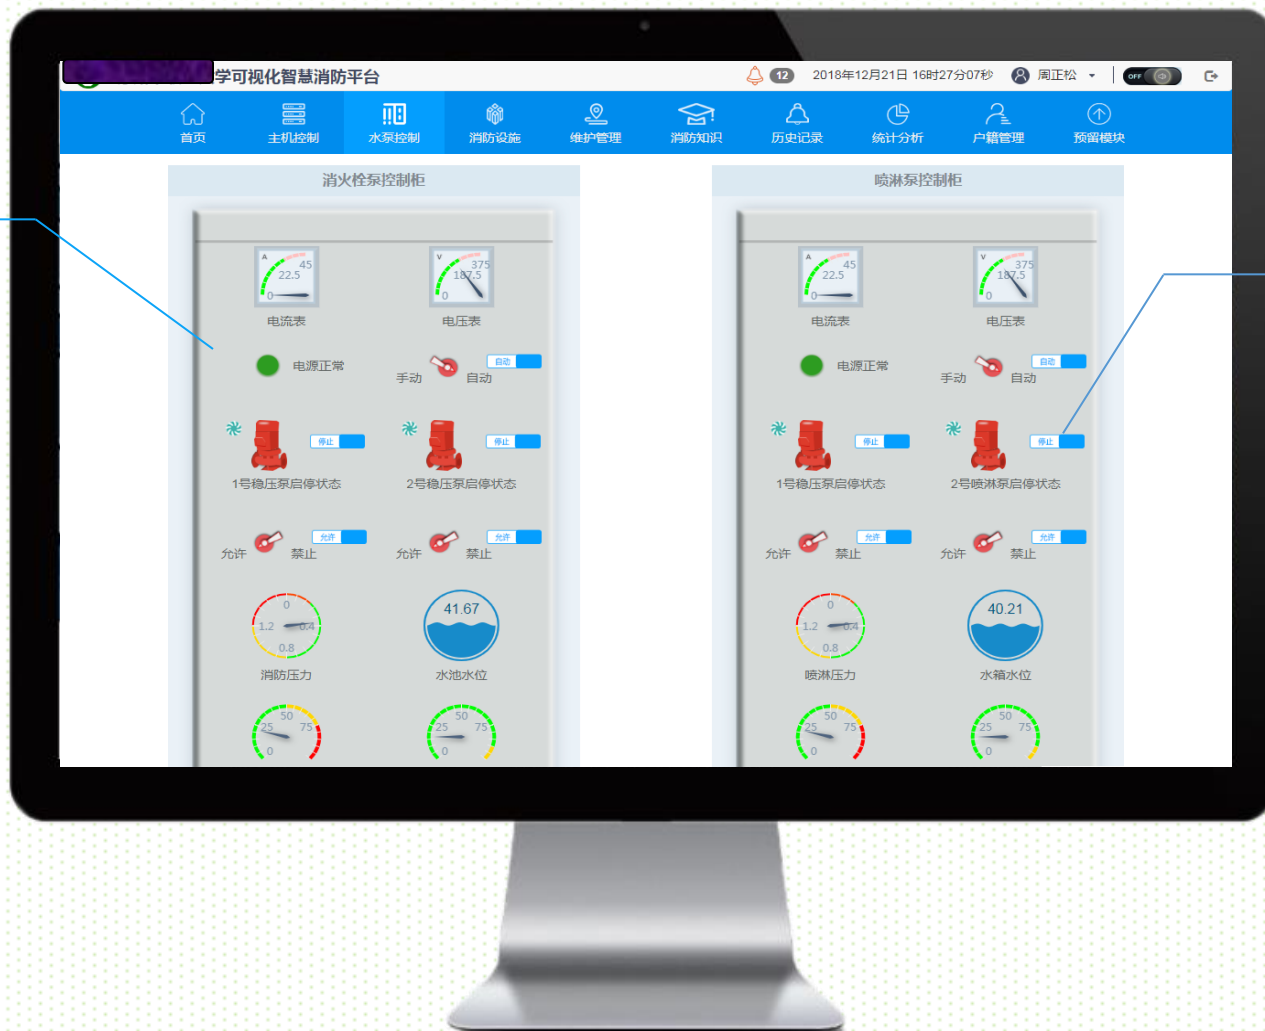 学可视化智慧消防平台
12 2018年12月21日 16时27分07秒 周正松 OFF
首页 主机控制 水泵控制 消防设施 维护管理 消防知识 历史记录 统计分析 户籍管理 预留模块
消火栓泵控制柜 喷淋泵控制柜
A 45 22.5 0 V 375 187.5 0 A 45 22.5 0 V 375 187.5 0
电流表 电压表 电流表 电压表
电源正常 手动 自动 自动 电源正常 手动 自动 自动
停止 停止 停止 停止
1号稳压泵启停状态 2号稳压泵启停状态 1号稳压泵启停状态 2号喷淋泵启停状态
允许 禁止 允许 允许 禁止 允许 允许 禁止 允许 允许 禁止 允许
0 1.2 0.4 0.8 41.67 0 1.2 0.4 0.8 40.21
消防压力 水池水位 喷淋压力 水箱水位
50 25 75 0 50 25 75 0 50 25 75 0 50 25 75 0